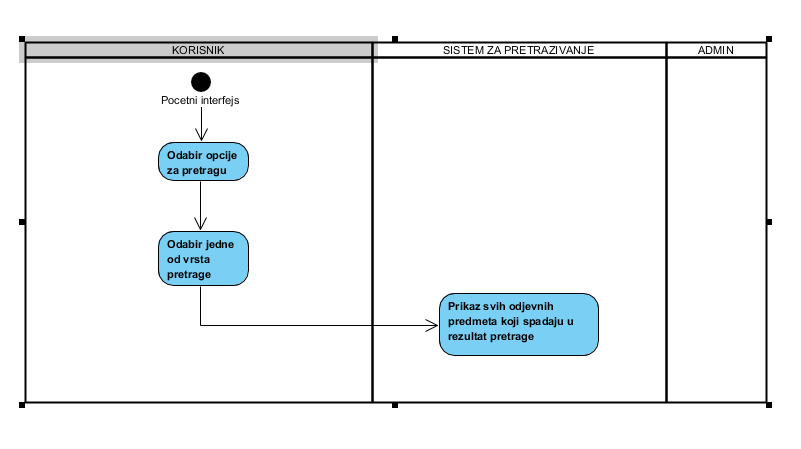 KORISNIK
SISTEM ZA PRETRAZIVANJE
ADMIN
Pocetni interfejs
Odabir opcije
za pretragu
Odabir jedne
od vrsta
pretrage
Prikaz svih odjevnih
predmeta koji spadaju u
rezultat pretrage